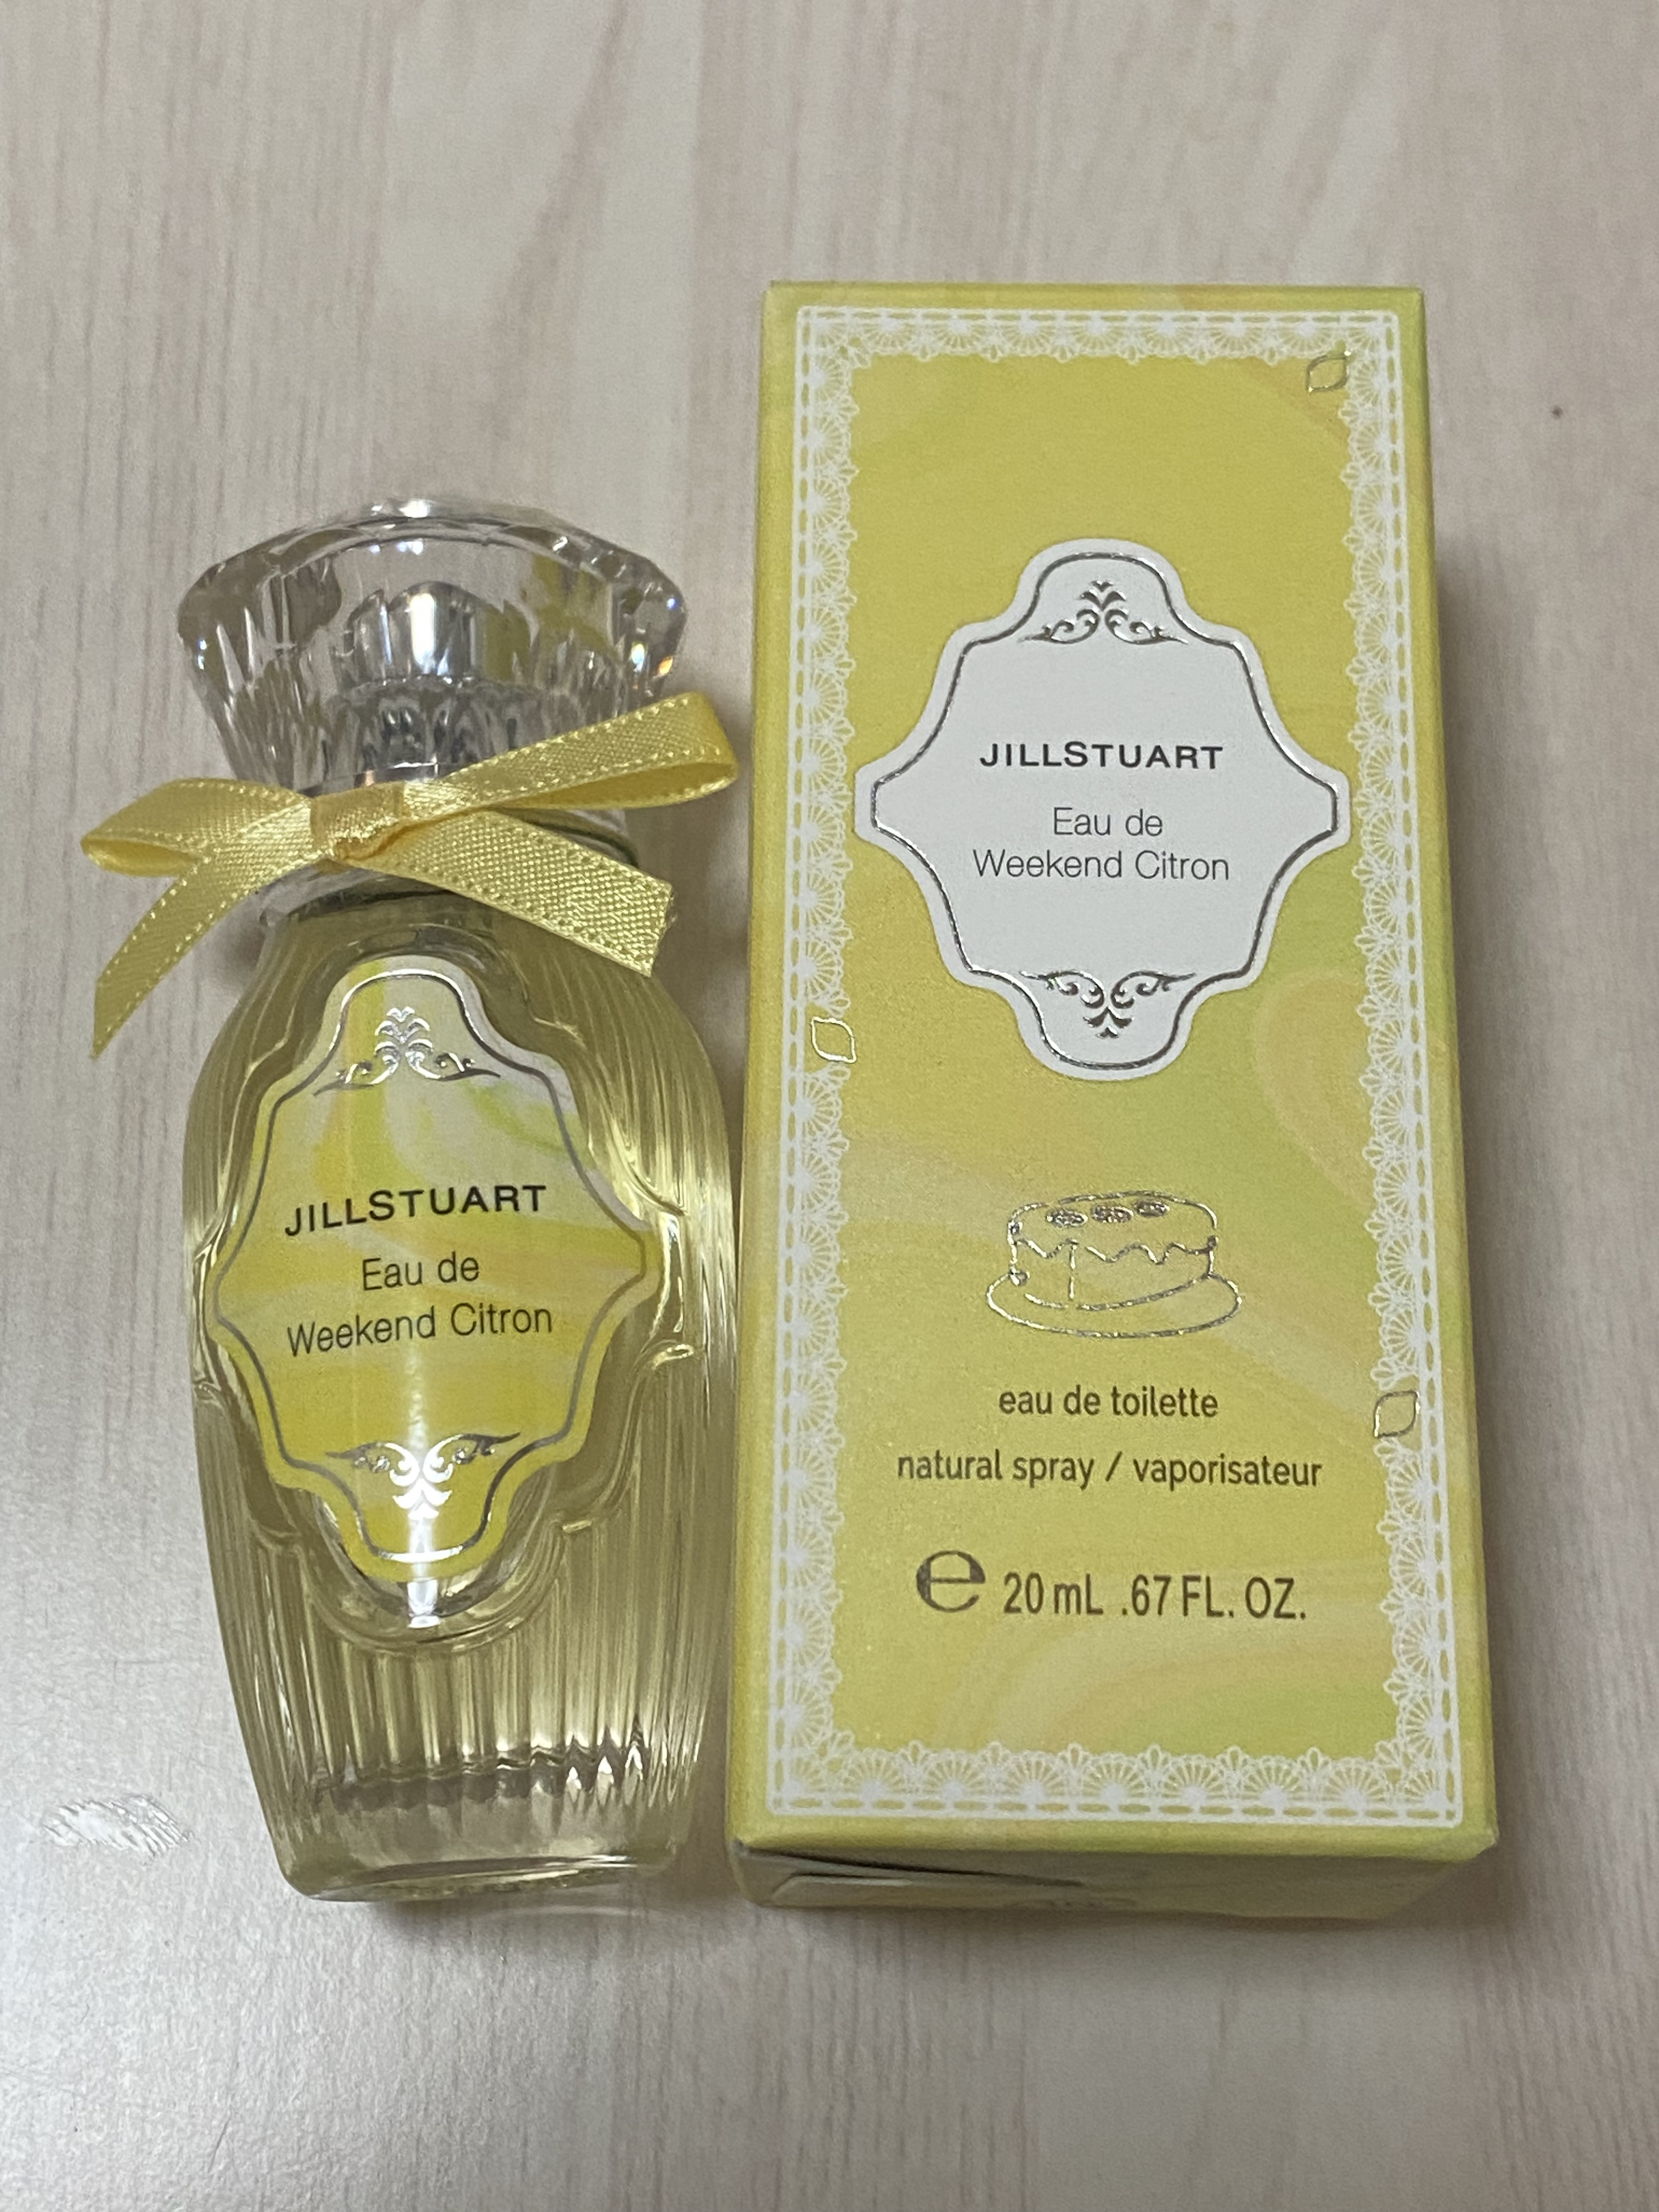 JILLSTUART
Eau de
Weekend Citron
JILLSTUART
Eau de
Weekend Citron
eau de toilette
natural spray / vaporisateur
e 20 mL .67 FL. OZ.